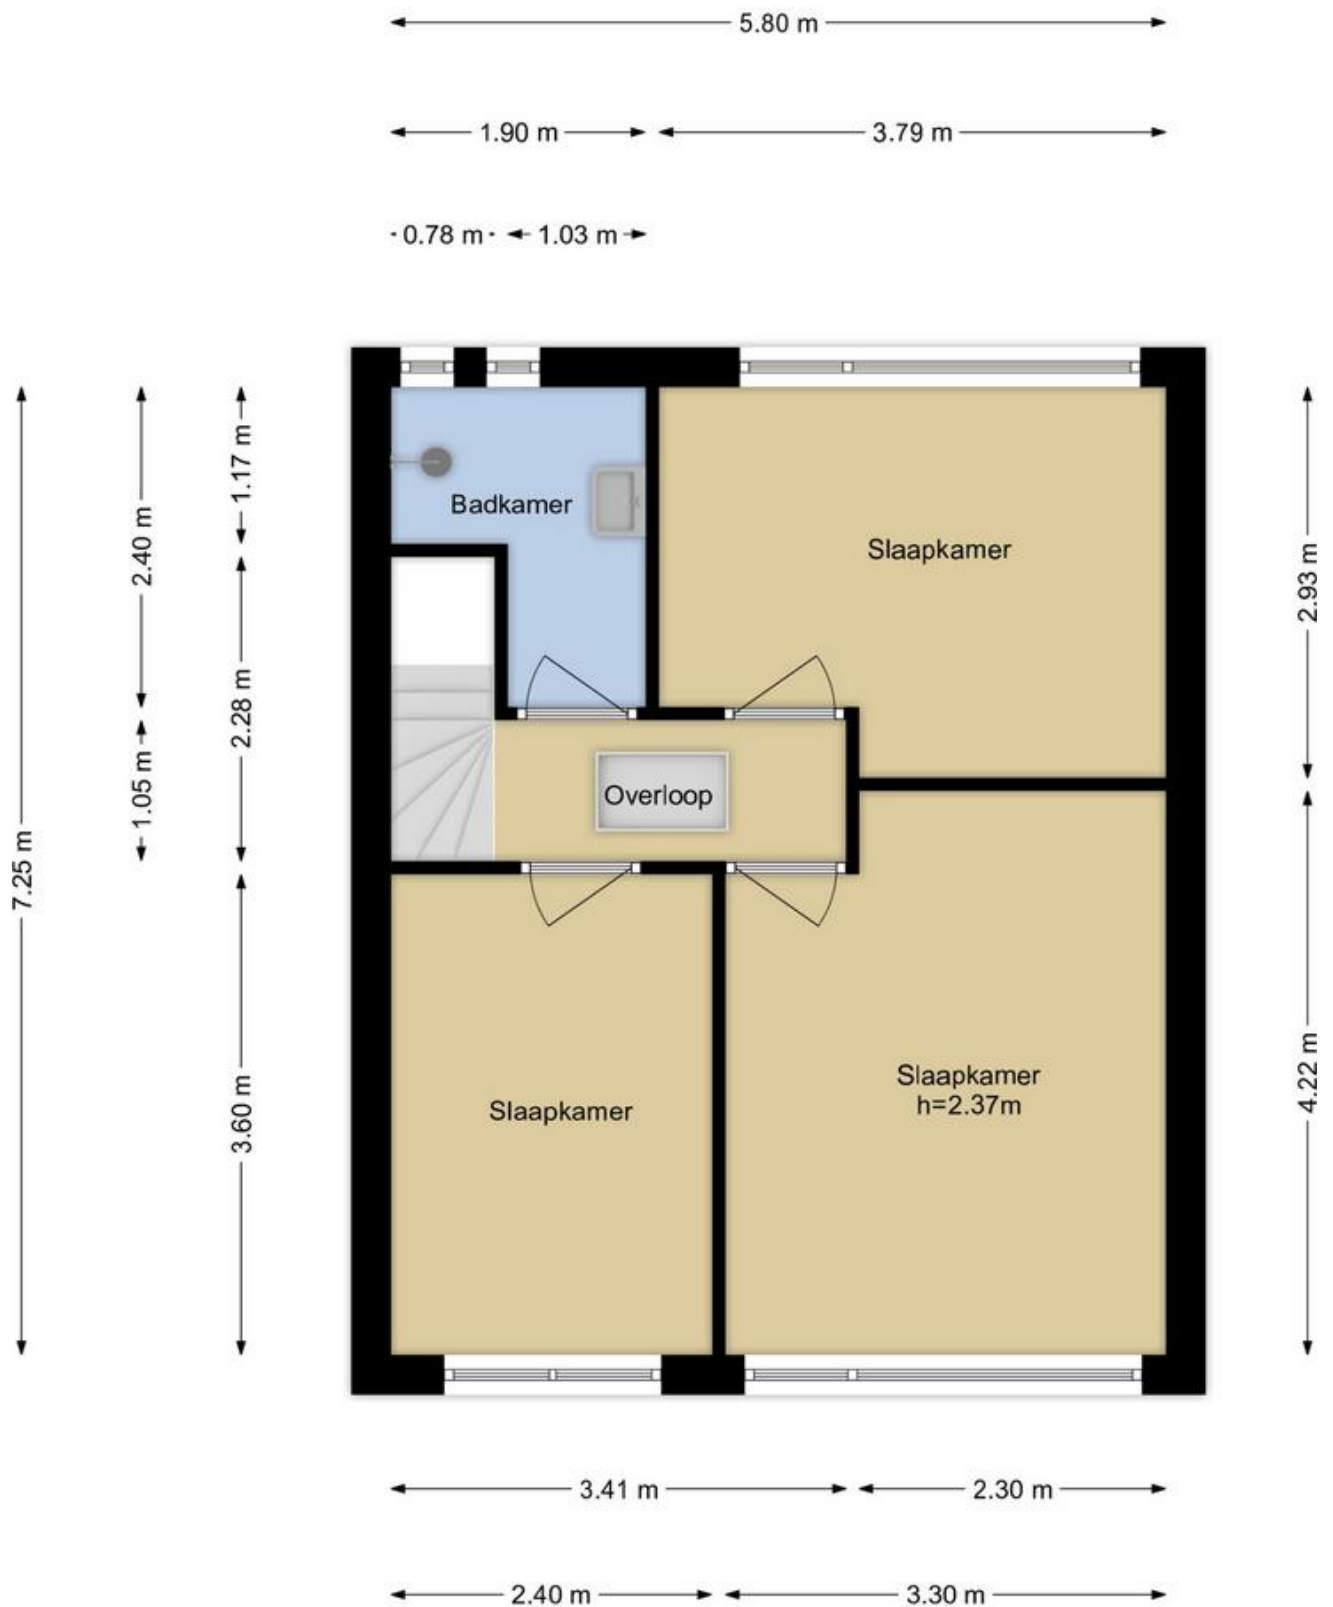 5.80 m
1.90 m
3.79 m
0.78 m
1.03 m
7.25 m
2.40 m
1.05 m
1.17 m
2.28 m
3.60 m
Badkamer
Slaapkamer
Overloop
Slaapkamer
Slaapkamer
h=2.37m
2.93 m
4.22 m
3.41 m
2.30 m
2.40 m
3.30 m